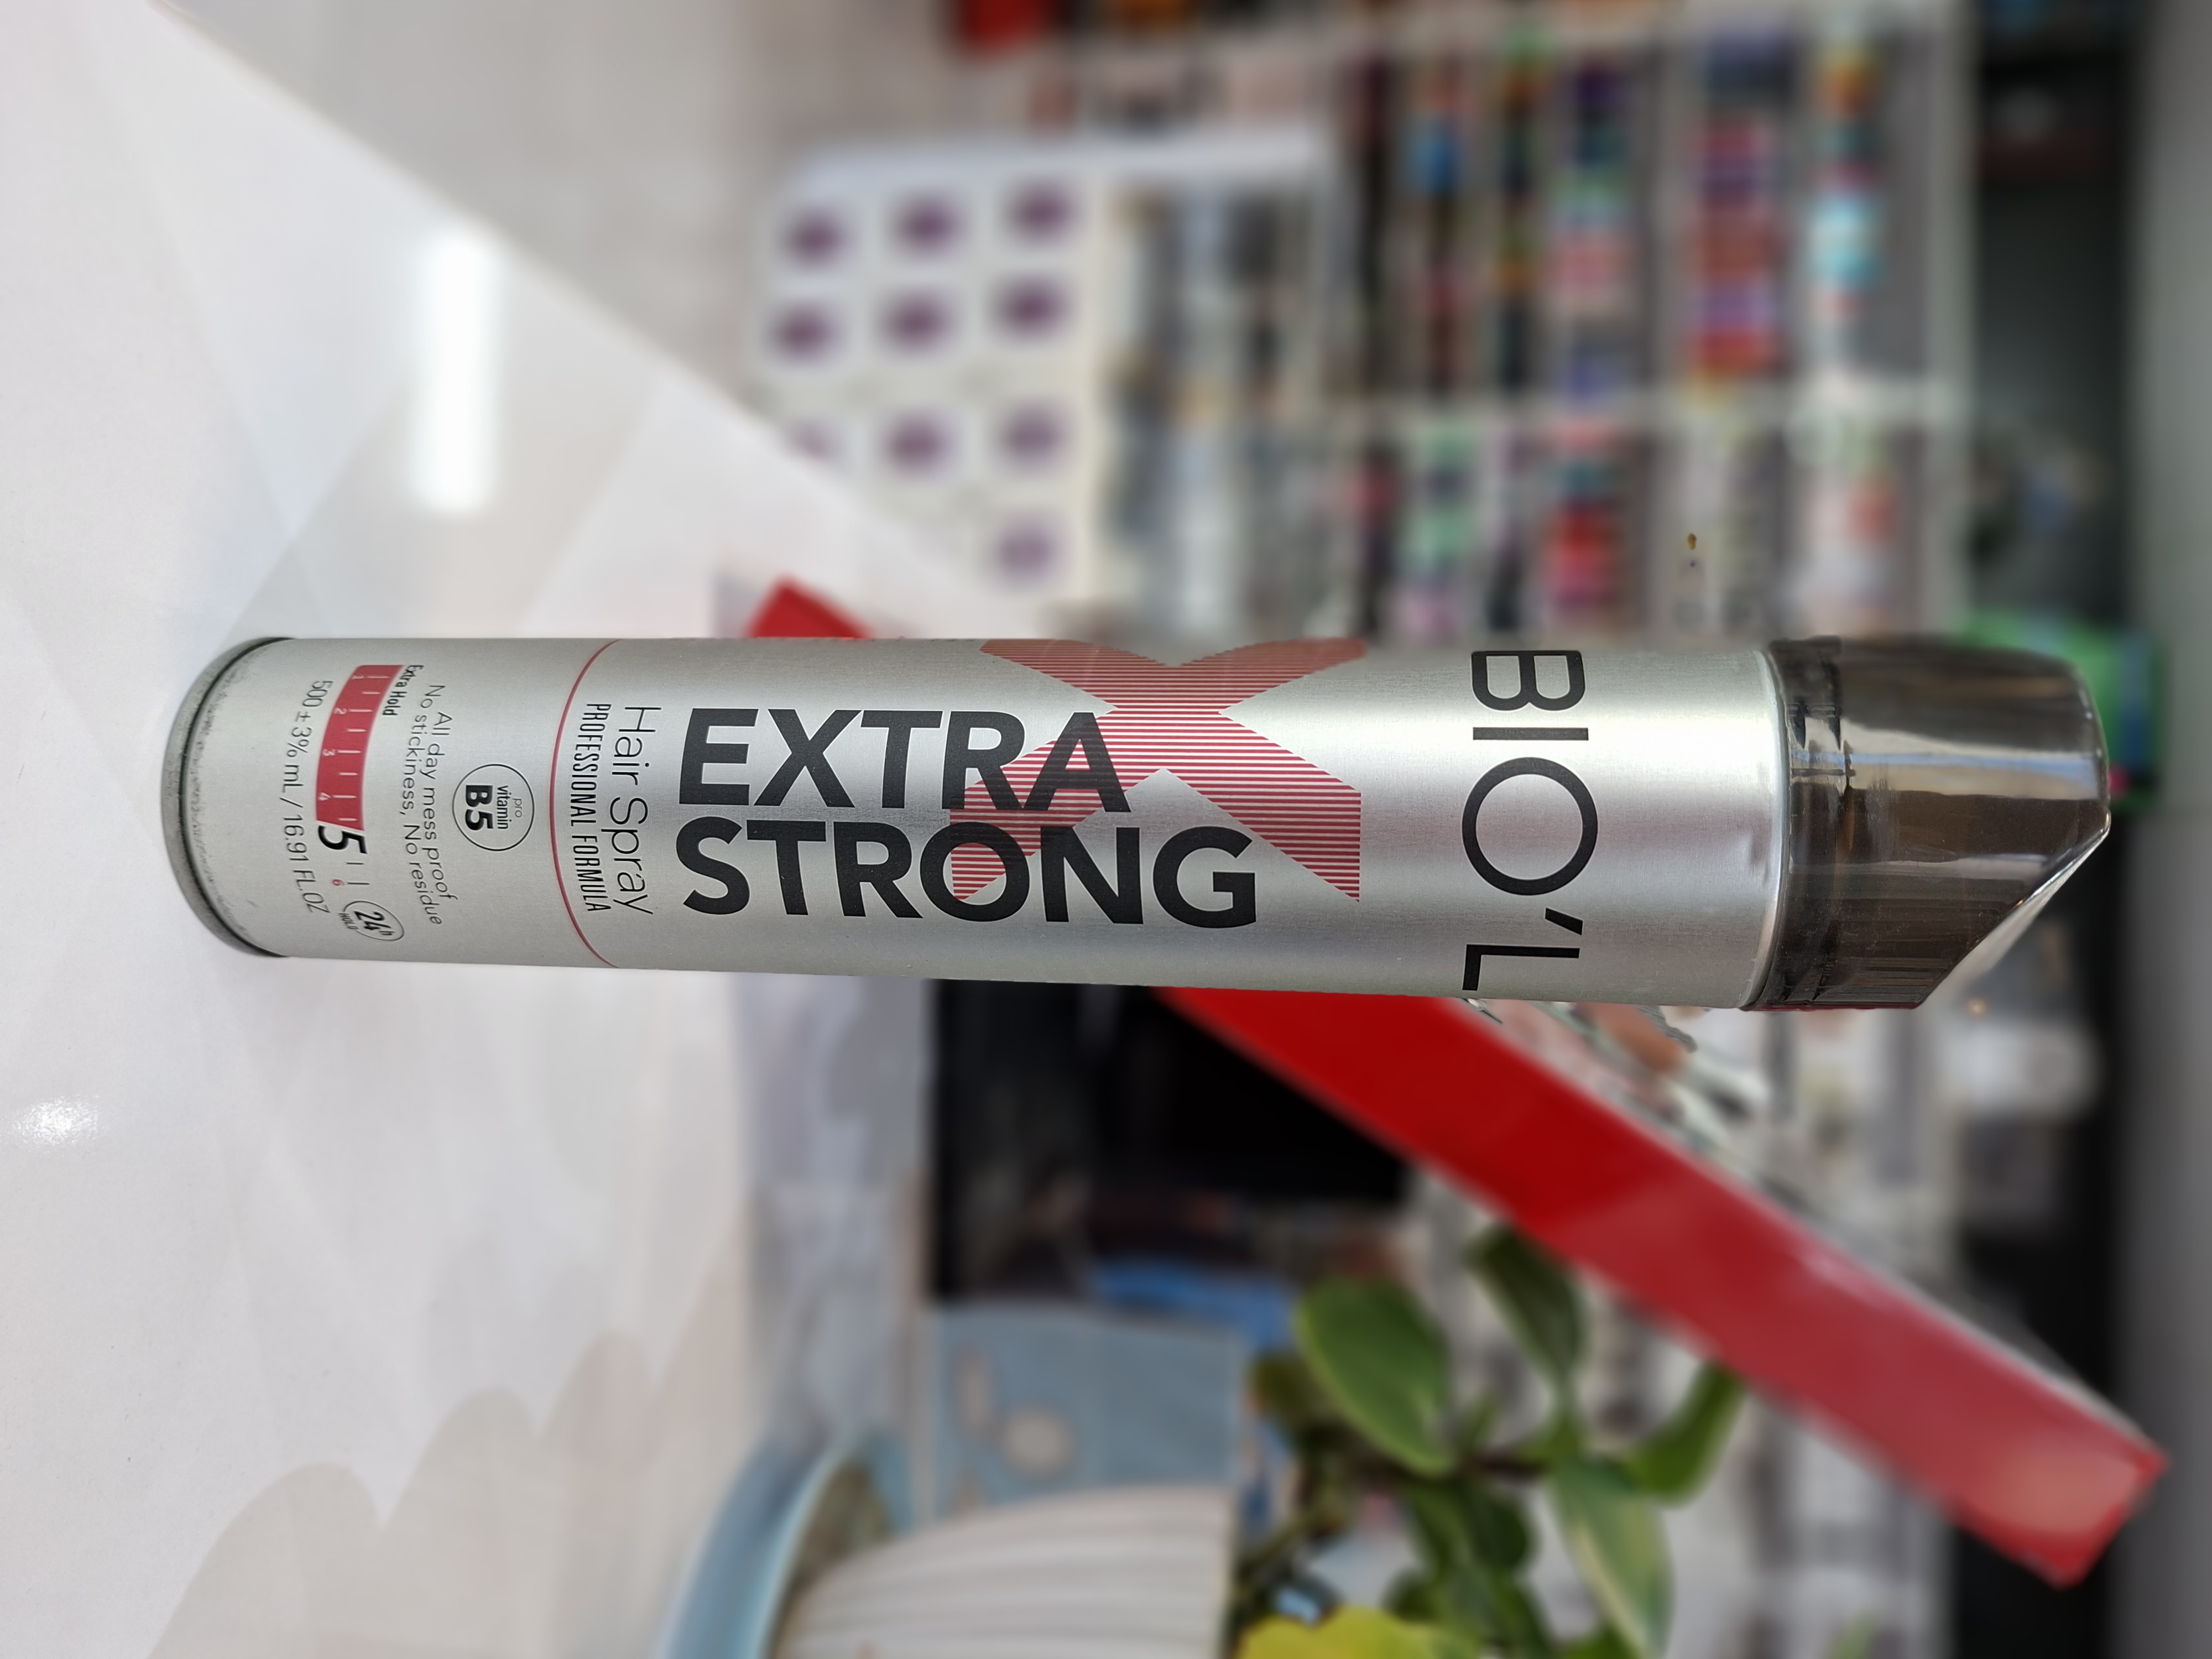 BIO'L
EXTRA
STRONG
Hair Spray
PROFESSIONAL FORMULA
pro
vitamin
B5
All day mess proof
No stickiness, No residue
Extra Hold
1 2 3 4 5 6
24h
HOLD
500 ± 3% mL / 16.91 FL.OZ